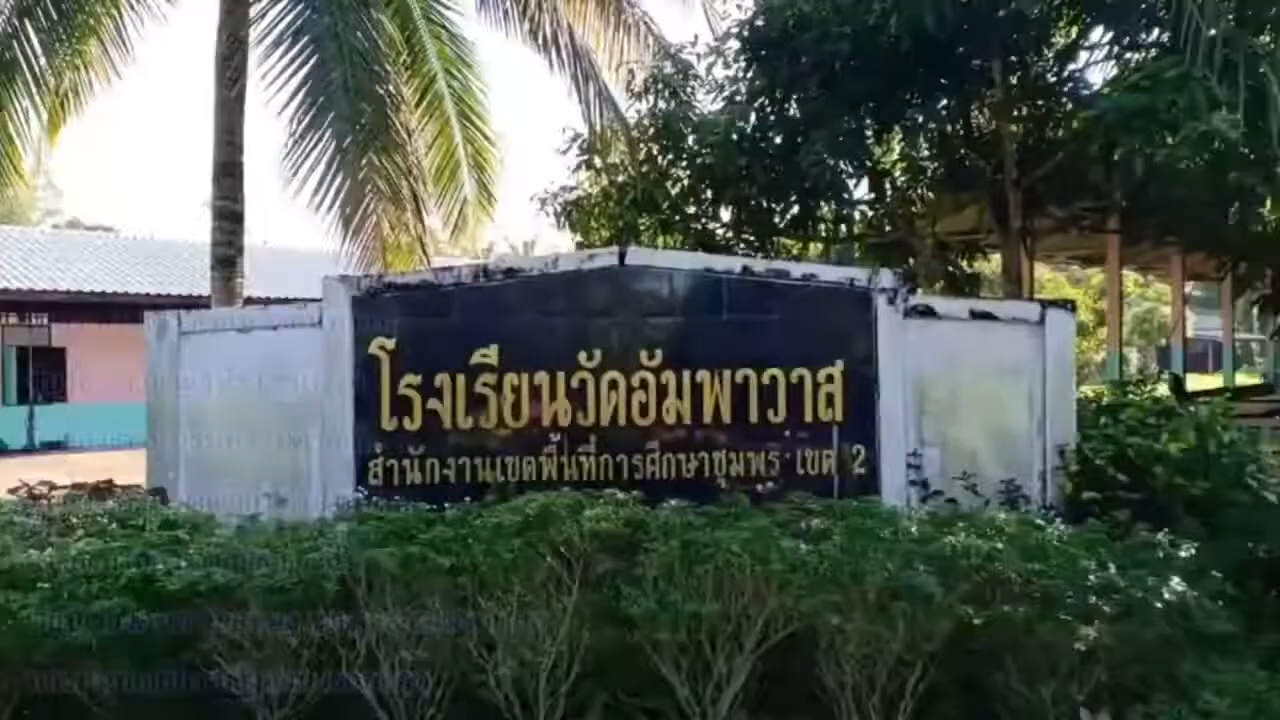 โรงเรียนวัดอัมพาวาส
สำนักงานเขตพื้นที่การศึกษาชุมพร เขต 2